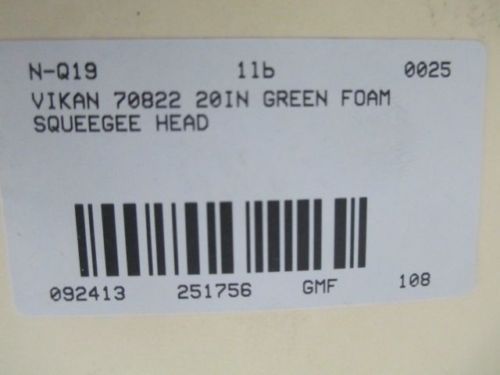 N-Q19 1lb 0025
VIKAN 70822 20IN GREEN FOAM
SQUEEGEE HEAD
092413 251756 GMF 108